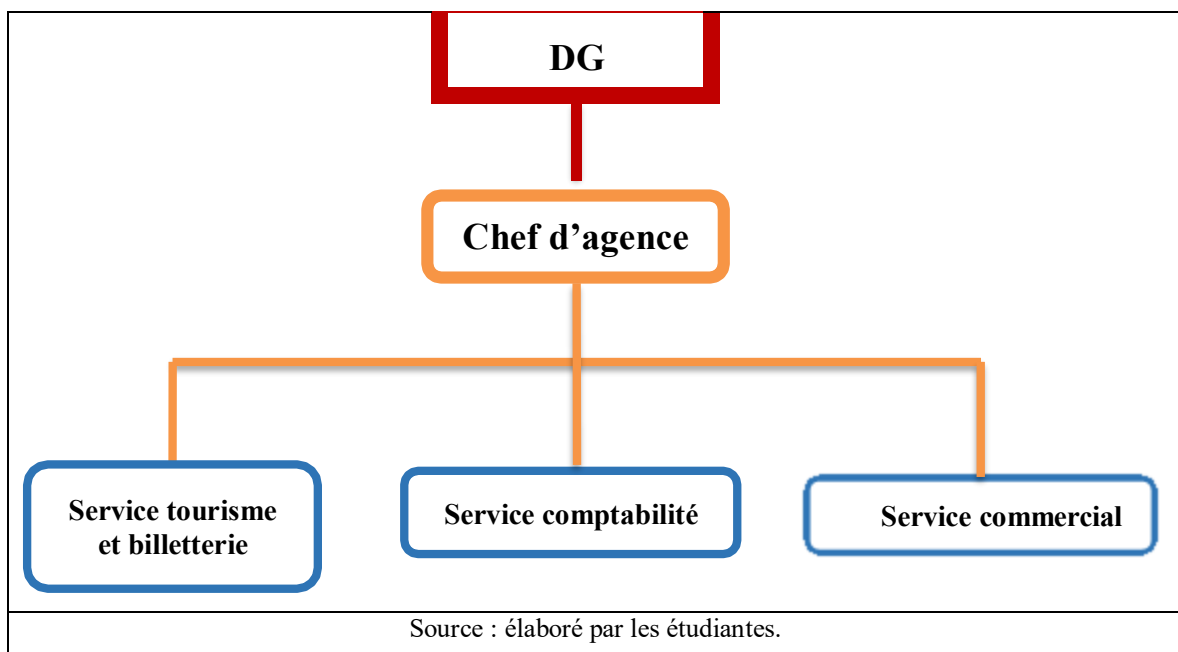 DG
Chef d’agence
Service tourisme
et billetterie
Service comptabilité
Service commercial
Source : élaboré par les étudiantes.